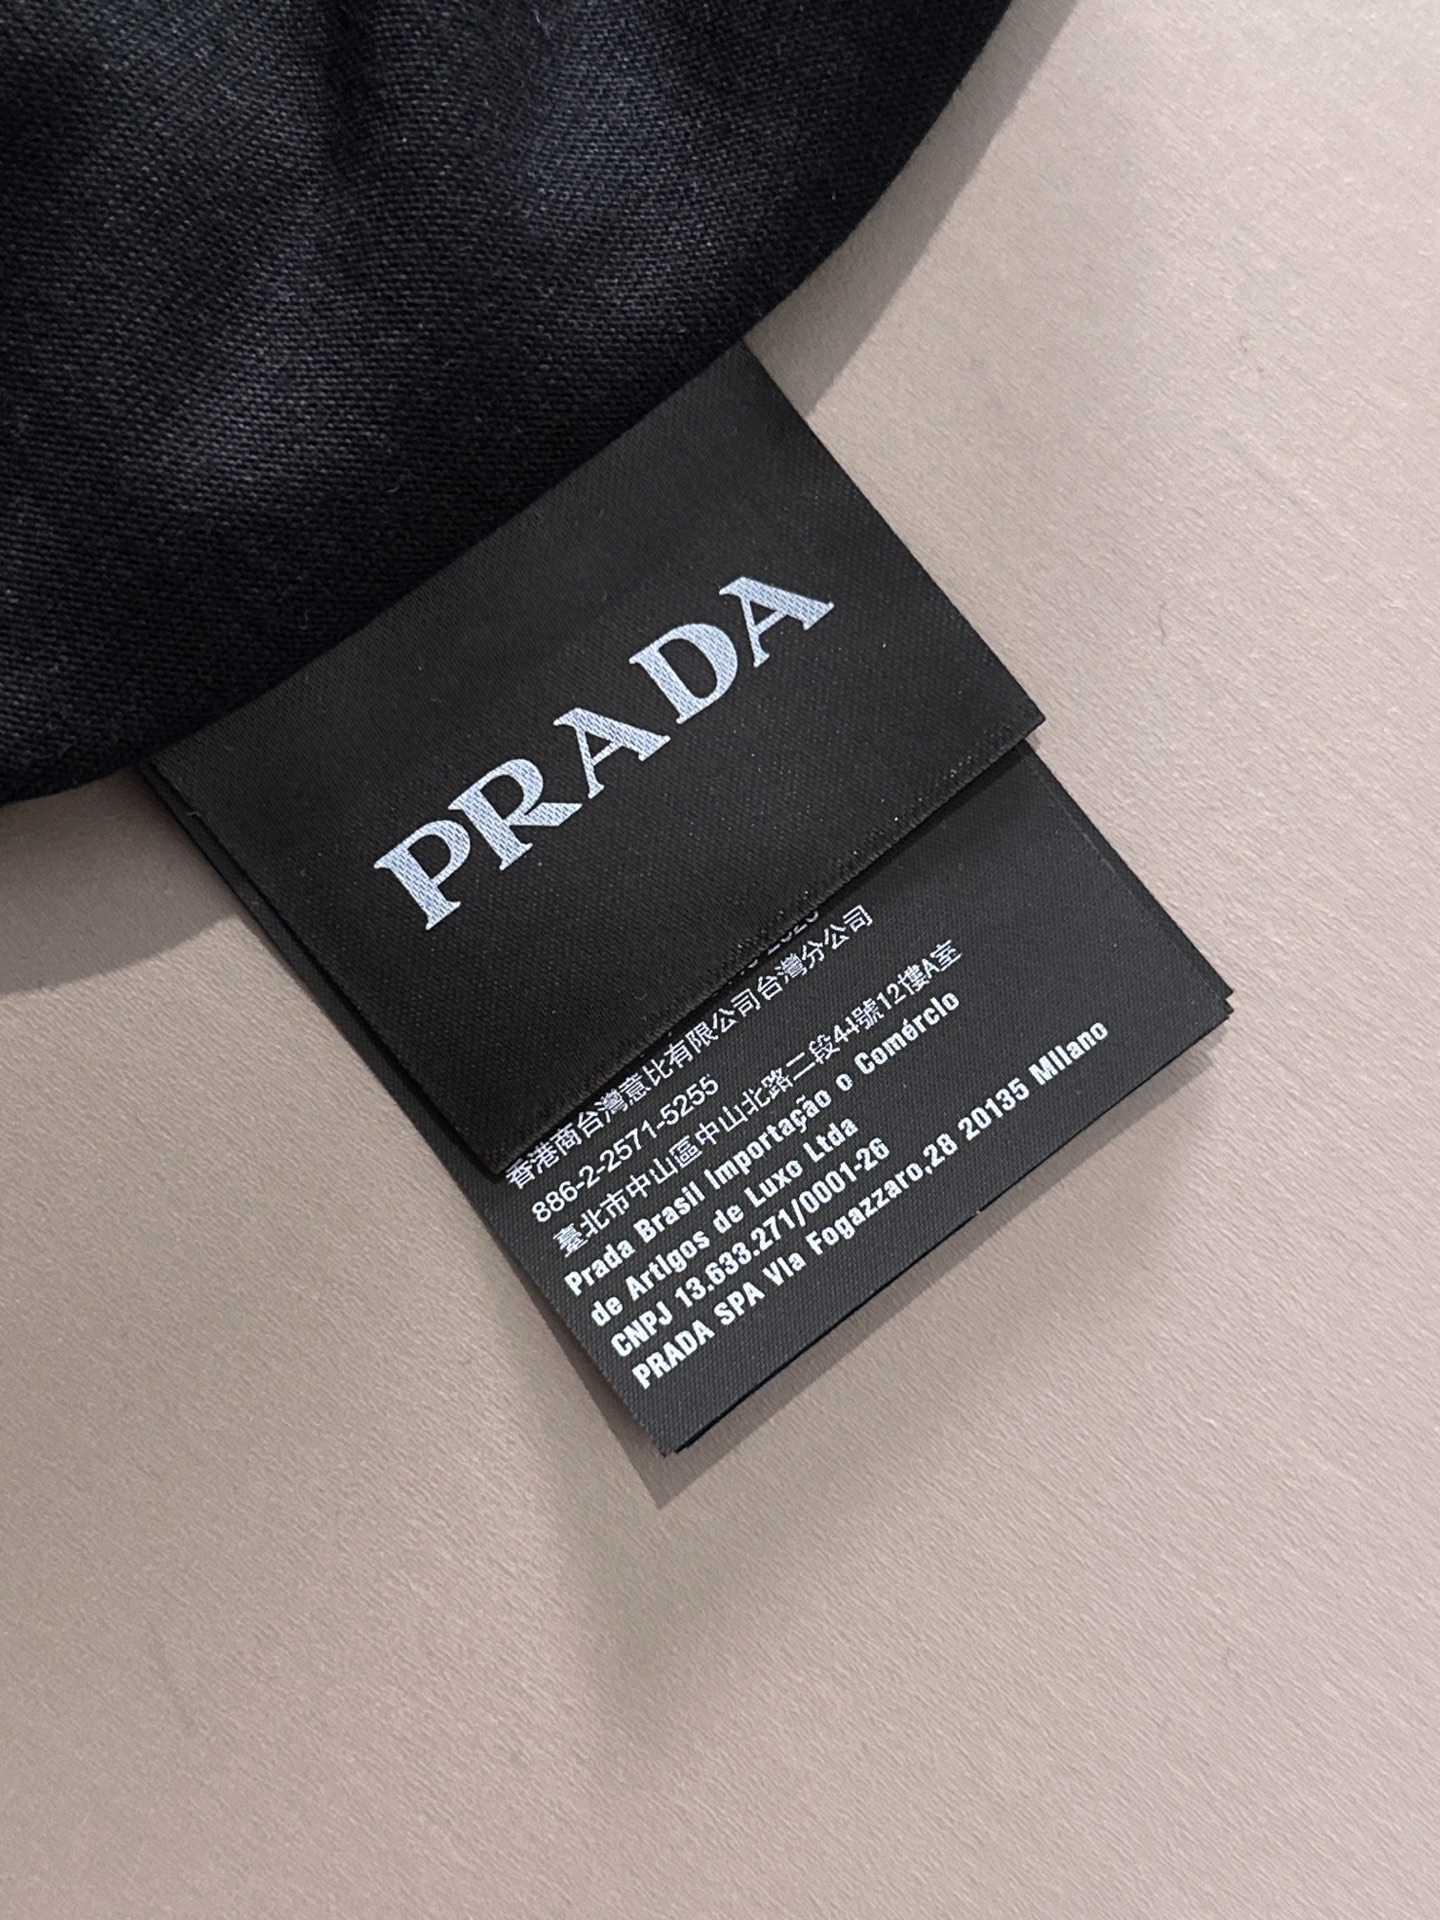 PRADA
香港商台灣意比有限公司台灣分公司
886-2-2571-5255
臺北市中山區中山北路二段44號12樓A室
Prada Brasil Importação e Comércio
de Artigos de Luxo Ltda
CNPJ 13.633.271/0001-26
PRADA SPA Via Fogazzaro,28 20135 Milano